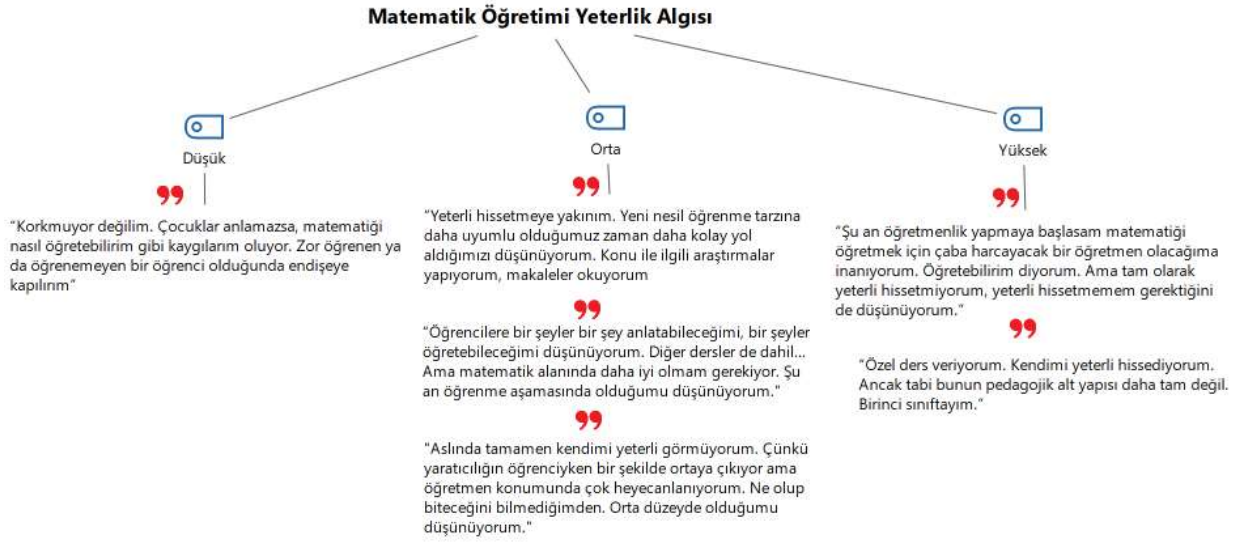 Matematik Öğretimi Yeterlik Algısı
Düşük
"Korkmuyor değilim. Çocuklar anlamazsa, matematiği
nasıl öğretebilirim gibi kaygılarım oluyor. Zor öğrenen ya
da öğrenemeyen bir öğrenci olduğunda endişeye
kapılırım"
Orta
"Yeterli hissetmeye yakınım. Yeni nesil öğrenme tarzına
daha uyumlu olduğumuz zaman daha kolay yol
aldığımızı düşünüyorum. Konu ile ilgili araştırmalar
yapıyorum, makaleler okuyorum
"Öğrencilere bir şeyler bir şey anlatabileceğimi, bir şeyler
öğretebileceğimi düşünüyorum. Diğer dersler de dahil...
Ama matematik alanında daha iyi olmam gerekiyor. Şu
an öğrenme aşamasında olduğumu düşünüyorum."
"Aslında tamamen kendimi yeterli görmüyorum. Çünkü
yaratıcılığın öğrenciyken bir şekilde ortaya çıkıyor ama
öğretmen konumunda çok heyecanlanıyorum. Ne olup
biteceğini bilmediğimden. Orta düzeyde olduğumu
düşünüyorum."
Yüksek
"Şu an öğretmenlik yapmaya başlasam matematiği
öğretmek için çaba harcayacak bir öğretmen olacağıma
inanıyorum. Öğretebilirim diyorum. Ama tam olarak
yeterli hissetmiyorum, yeterli hissetmemem gerektiğini
de düşünüyorum."
"Özel ders veriyorum. Kendimi yeterli hissediyorum.
Ancak tabi bunun pedagojik alt yapısı daha tam değil.
Birinci sınıftayım."